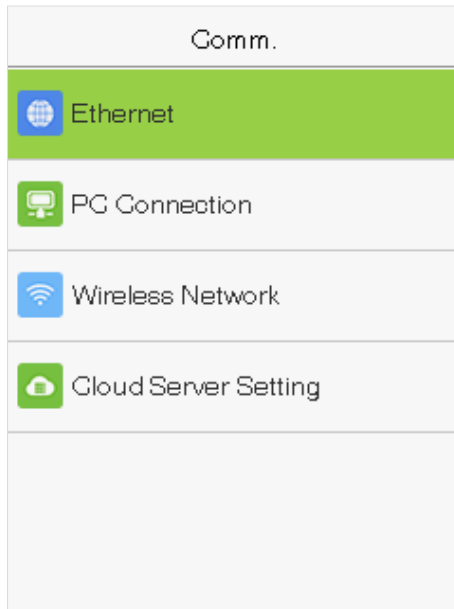 Comm.
Ethernet
PC Connection
Wireless Network
Cloud Server Setting